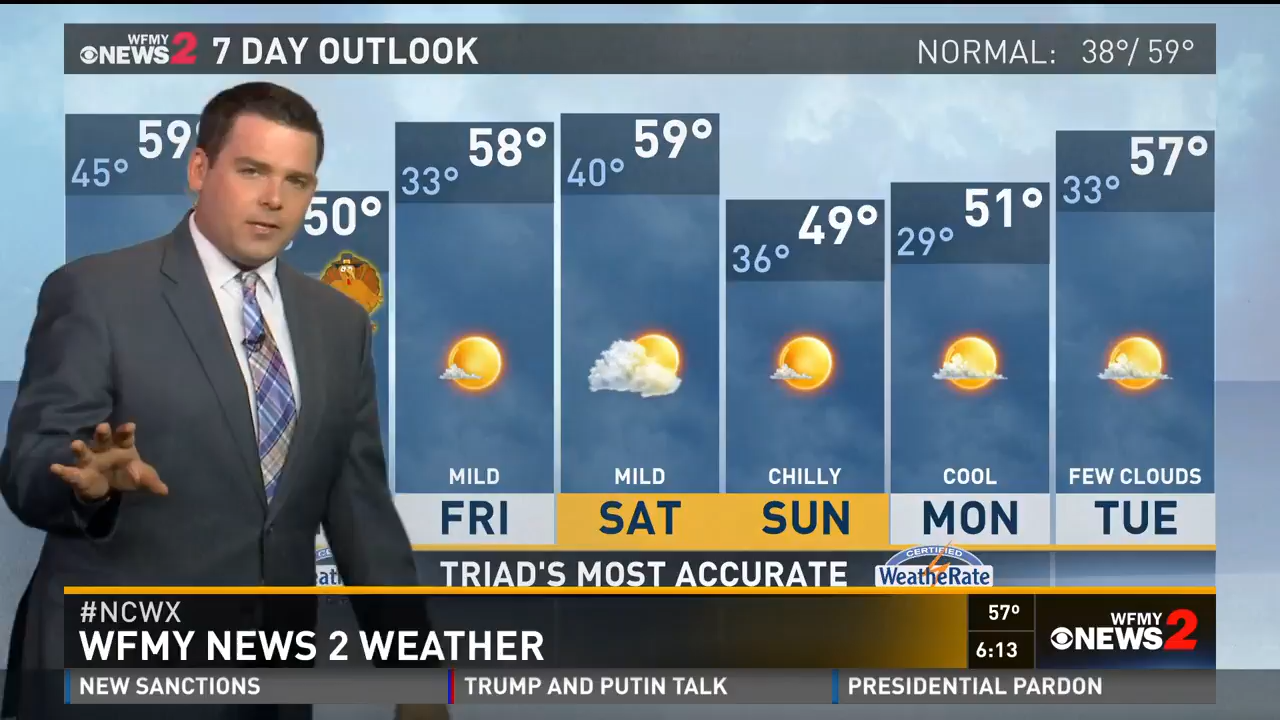 WFMY
NEWS 2
7 DAY OUTLOOK
NORMAL: 38°/ 59°
59°
45°
50°
58°
33°
59°
40°
49°
36°
51°
29°
57°
33°
MILD
MILD
CHILLY
COOL
FEW CLOUDS
FRI
SAT
SUN
MON
TUE
TRIAD'S MOST ACCURATE
CERTIFIED
WeatheRate
#NCWX
WFMY NEWS 2 WEATHER
57°
6:13
WFMY
NEWS 2
NEW SANCTIONS
TRUMP AND PUTIN TALK
PRESIDENTIAL PARDON